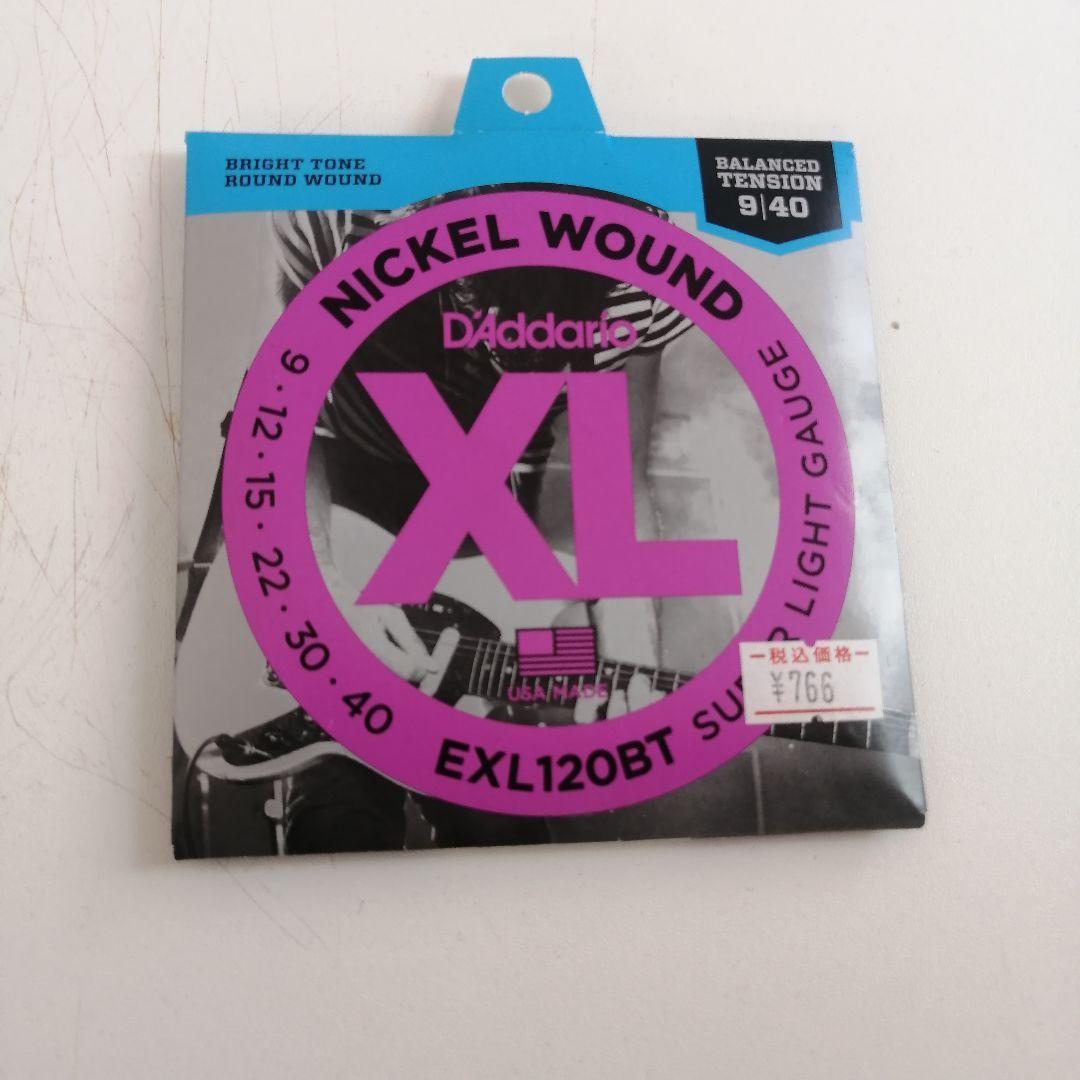 BRIGHT TONE
ROUND WOUND
BALANCED
TENSION
9|40
NICKEL WOUND
D'Addario
XL
USA MADE
9 · 12 · 15 · 22 · 30 · 40
EXL120BT
LIGHT GAUGE
税込価格
¥766